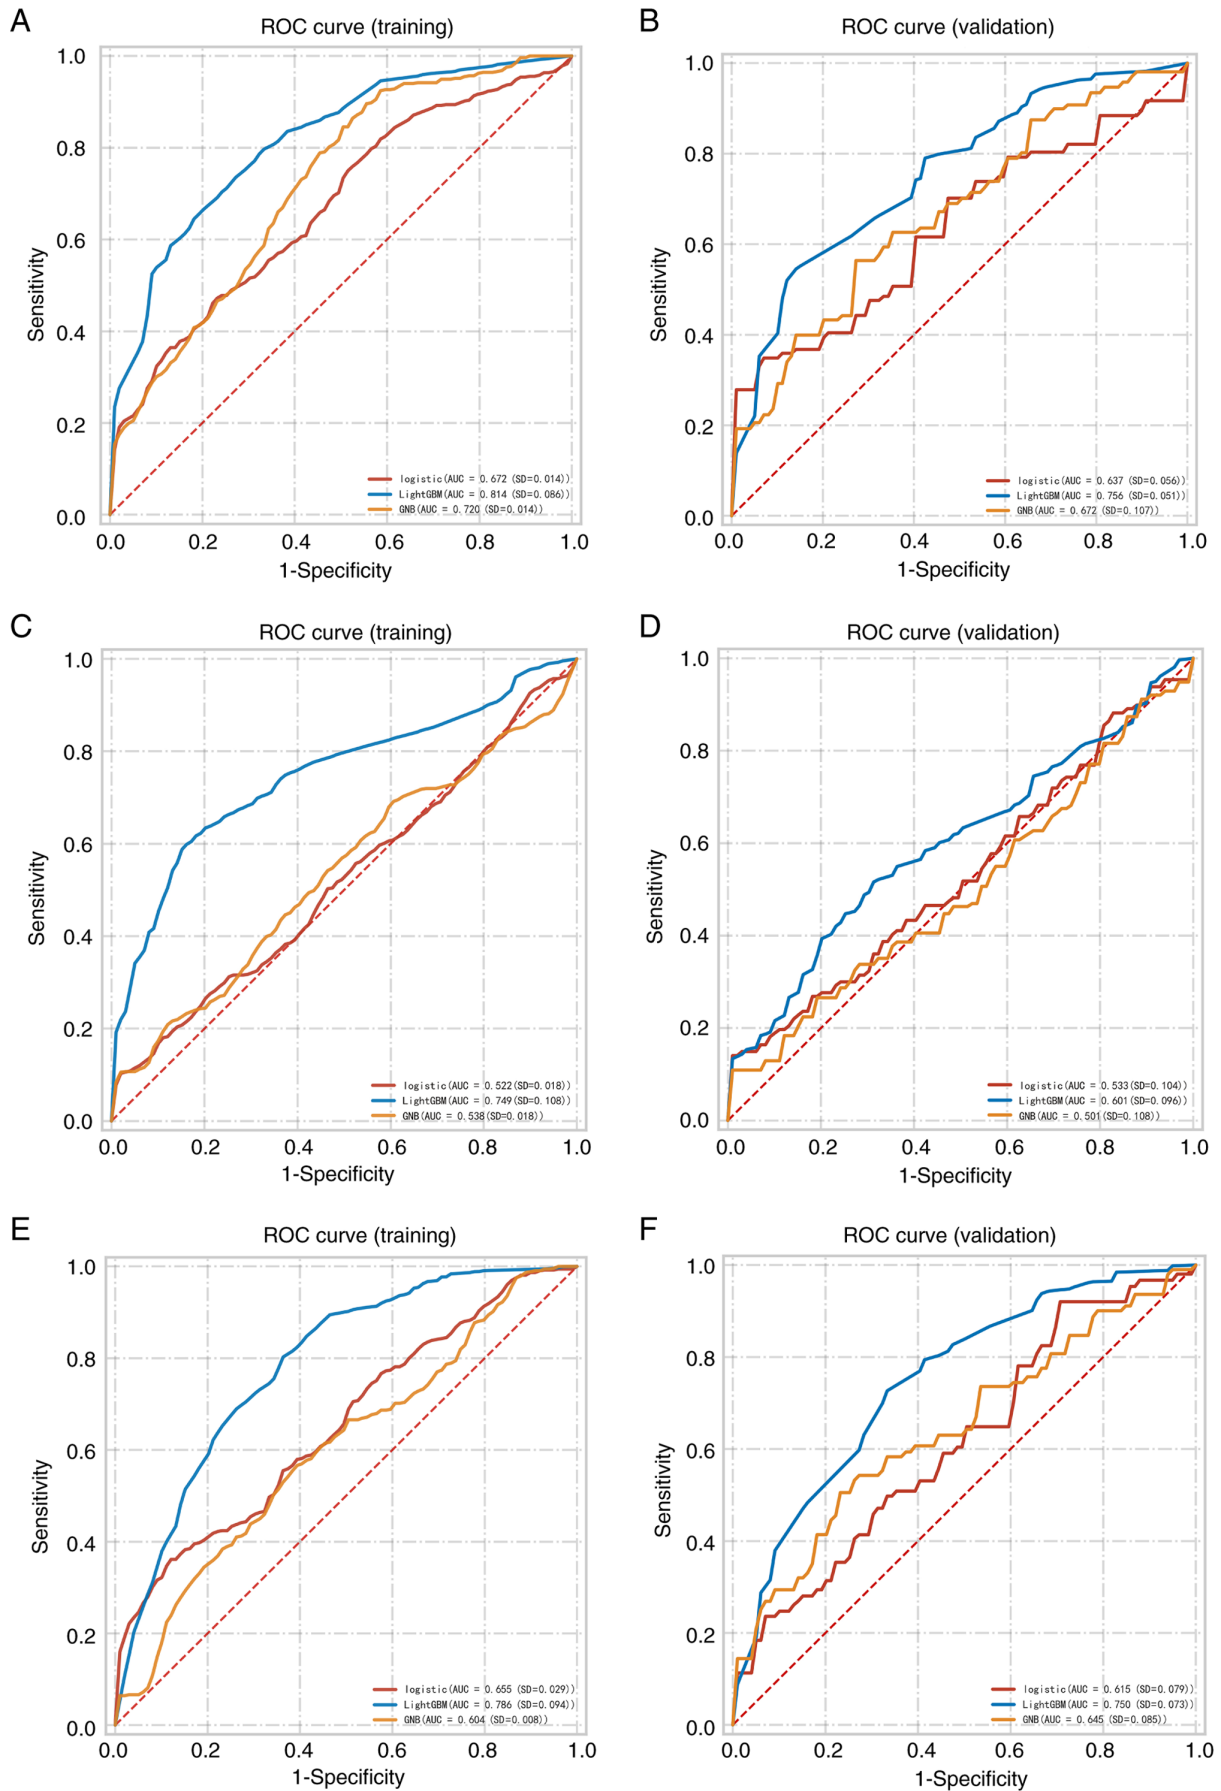 A
ROC curve (training)
1.0
0.8
0.6
0.4
0.2
0.0
Sensitivity
logistic(AUC = 0.672 (SD=0.014))
LightGBM(AUC = 0.814 (SD=0.086))
GNB(AUC = 0.720 (SD=0.014))
0.0 0.2 0.4 0.6 0.8 1.0
1-Specificity
B
ROC curve (validation)
1.0
0.8
0.6
0.4
0.2
0.0
Sensitivity
logistic(AUC = 0.637 (SD=0.056))
LightGBM(AUC = 0.756 (SD=0.051))
GNB(AUC = 0.672 (SD=0.107))
0.0 0.2 0.4 0.6 0.8 1.0
1-Specificity
C
ROC curve (training)
1.0
0.8
0.6
0.4
0.2
0.0
Sensitivity
logistic(AUC = 0.522(SD=0.018))
LightGBM(AUC = 0.749(SD=0.108))
GNB(AUC = 0.538(SD=0.018))
0.0 0.2 0.4 0.6 0.8 1.0
1-Specificity
D
ROC curve (validation)
1.0
0.8
0.6
0.4
0.2
0.0
Sensitivity
logistic(AUC = 0.533(SD=0.104))
LightGBM(AUC = 0.601(SD=0.096))
GNB(AUC = 0.501(SD=0.108))
0.0 0.2 0.4 0.6 0.8 1.0
1-Specificity
E
ROC curve (training)
1.0
0.8
0.6
0.4
0.2
0.0
Sensitivity
logistic(AUC = 0.655 (SD=0.029))
LightGBM(AUC = 0.786 (SD=0.094))
GNB(AUC = 0.604 (SD=0.008))
0.0 0.2 0.4 0.6 0.8 1.0
1-Specificity
F
ROC curve (validation)
1.0
0.8
0.6
0.4
0.2
0.0
Sensitivity
logistic(AUC = 0.615 (SD=0.079))
LightGBM(AUC = 0.750 (SD=0.073))
GNB(AUC = 0.645 (SD=0.085))
0.0 0.2 0.4 0.6 0.8 1.0
1-Specificity